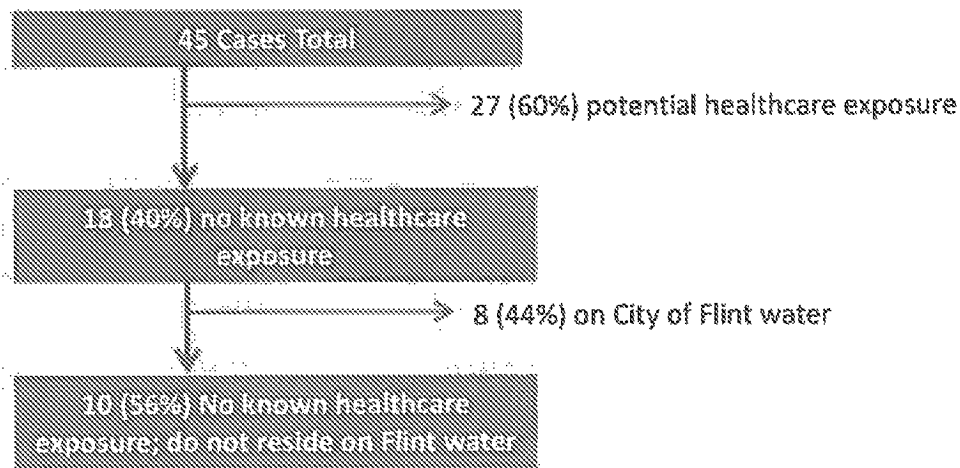 45 Cases Total
27 (60%) potential healthcare exposure
18 (40%) no known healthcare
exposure
8 (44%) on City of Flint water
10 (56%) No known healthcare
exposure; do not reside on Flint water